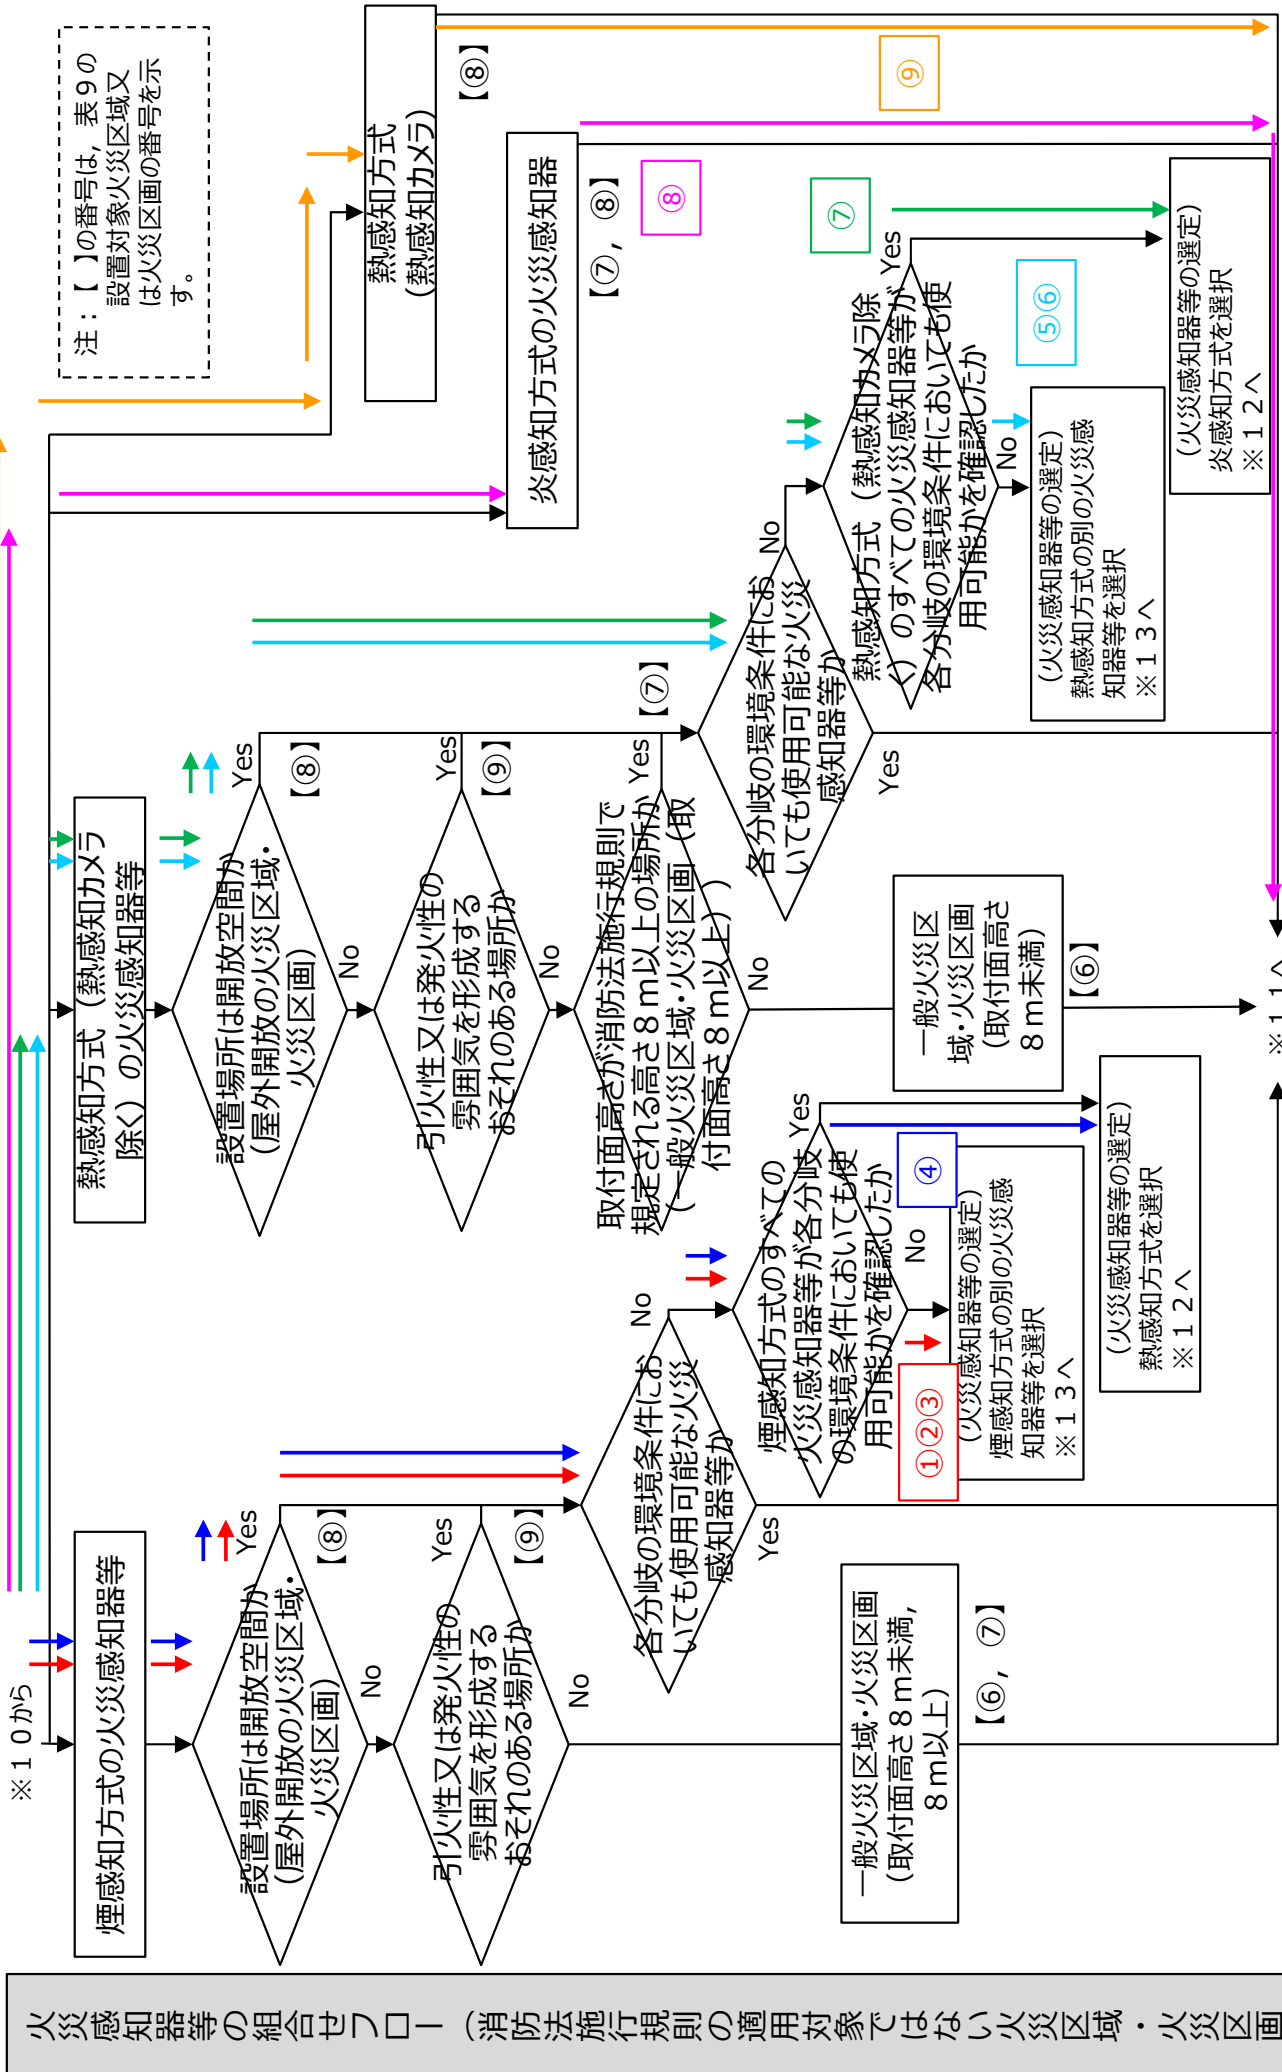 火災感知器等の組合せフロー（消防法施行規則の適用対象ではない火災区域・火災区画
※１０から
煙感知方式の火災感知器等
設置場所は開放空間か
（屋外開放の火災区域・
火災区画）
Yes
【⑧】
No
引火性又は発火性の
雰囲気を形成する
おそれのある場所か
Yes
【⑨】
No
各分岐の環境条件にお
いても使用可能な火災
感知器等か
No
Yes
一般火災区域・火災区画
（取付面高さ８ｍ未満，
８ｍ以上）
【⑥，⑦】
煙感知方式のすべての
火災感知器等が各分岐
の環境条件においても使
用可能かを確認したか
Yes
No
④
①②③
（火災感知器等の選定）
煙感知方式の別の火災感
知器等を選択
※１３へ
（火災感知器等の選定）
熱感知方式を選択
※１２へ
熱感知方式（熱感知カメラ
除く）の火災感知器等
設置場所は開放空間か
（屋外開放の火災区域・
火災区画）
Yes
【⑧】
No
引火性又は発火性の
雰囲気を形成する
おそれのある場所か
Yes
【⑨】
No
取付面高さが消防法施行規則で
規定される高さ８ｍ以上の場所か
（一般火災区域・火災区画（取
付面高さ８ｍ以上））
Yes
【⑦】
No
一般火災区
域・火災区画
（取付面高さ
８ｍ未満）
【⑥】
各分岐の環境条件にお
いても使用可能な火災
感知器等か
No
Yes
熱感知方式（熱感知カメラ除
く）のすべての火災感知器等が
各分岐の環境条件においても使
用可能かを確認したか
Yes
No
⑦
⑤⑥
（火災感知器等の選定）
熱感知方式の別の火災感
知器等を選択
※１３へ
（火災感知器等の選定）
炎感知方式を選択
※１２へ
※１１へ
炎感知方式の火災感知器
【⑦，⑧】
⑧
熱感知方式
（熱感知カメラ）
【⑧】
⑨
注：【 】の番号は，表９の
設置対象火災区域又
は火災区画の番号を示
す。